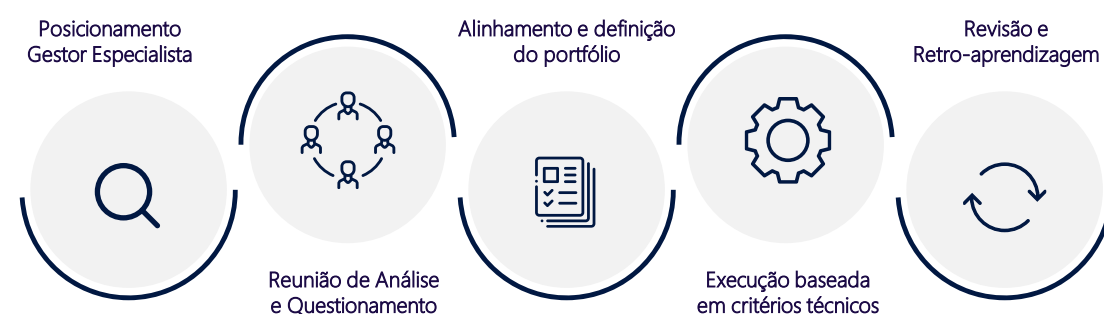 Posicionamento
Gestor Especialista
Reunião de Análise
e Questionamento
Alinhamento e definição
do portfólio
Execução baseada
em critérios técnicos
Revisão e
Retro-aprendizagem